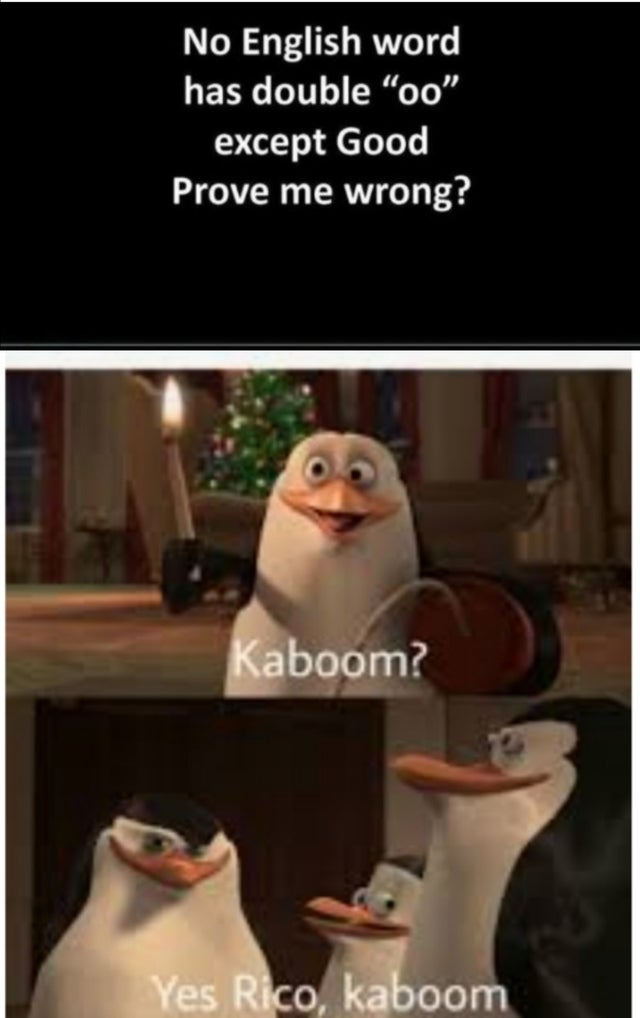 No English word
has double “oo”
except Good
Prove me wrong?
Kaboom?
Yes Rico, kaboom